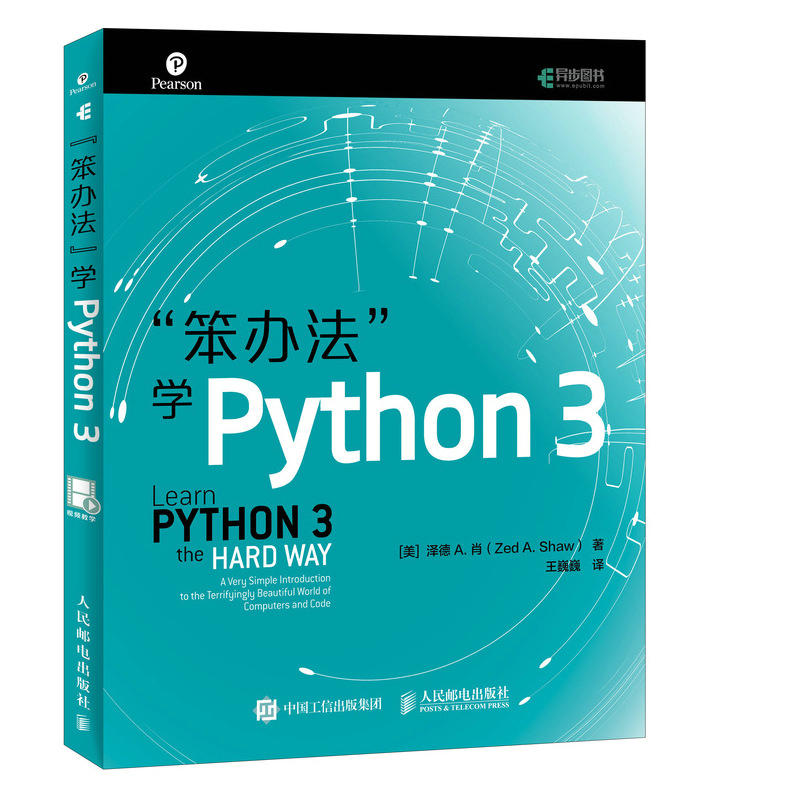 Pearson
异步图书
www.epubit.com
“笨办法”
学 Python 3
Learn
PYTHON 3
the HARD WAY
A Very Simple Introduction
to the Terrifyingly Beautiful World of
Computers and Code
[美] 泽德 A. 肖（Zed A. Shaw） 著
王巍巍 译
中国工信出版集团
人民邮电出版社
POSTS & TELECOM PRESS
Pearson
“笨办法”学 Python 3
视频教学
人民邮电出版社